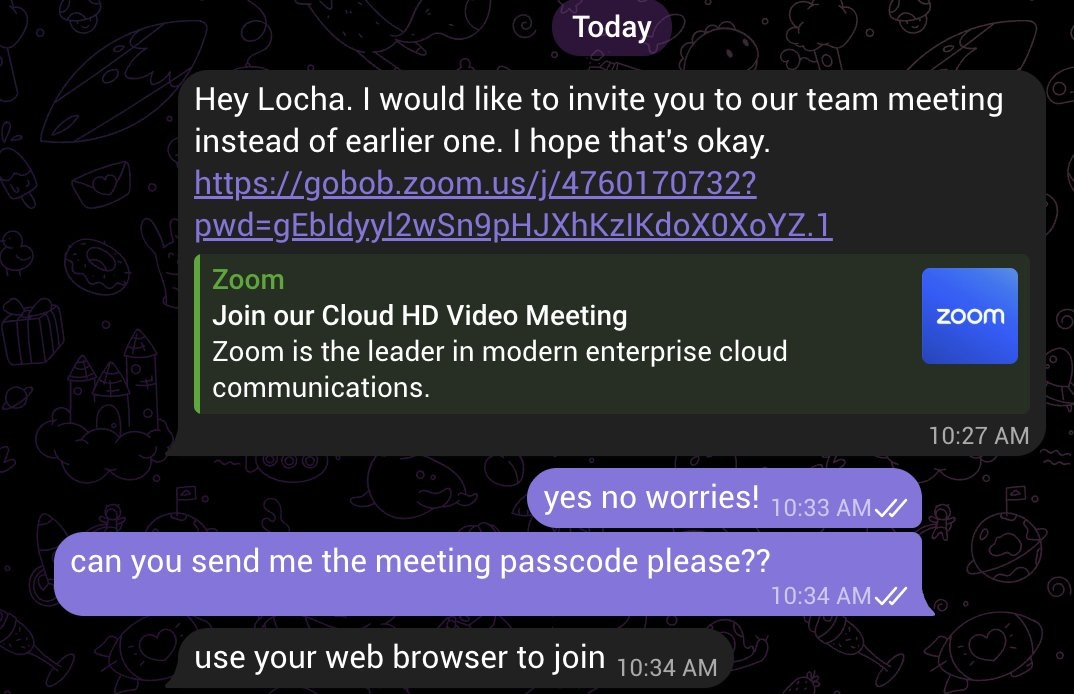 Today
Hey Locha. I would like to invite you to our team meeting
instead of earlier one. I hope that's okay.
https://gobob.zoom.us/j/4760170732?
pwd=gEbIdyyl2wSn9pHJXhKzIKdoX0XoYZ.1
Zoom
Join our Cloud HD Video Meeting
Zoom is the leader in modern enterprise cloud
communications.
zoom
10:27 AM
yes no worries! 10:33 AM
can you send me the meeting passcode please??
10:34 AM
use your web browser to join 10:34 AM